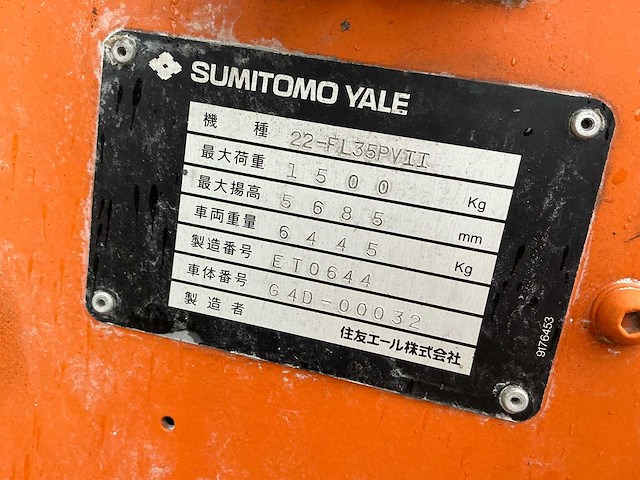 SUMITOMO YALE
機種 22-FL35PVII
最大荷重 1500 Kg
最大揚高 5685 mm
車両重量 6445 Kg
製造番号 ET0644
車体番号 G4D-00032
製造者 住友エール株式会社
9176453